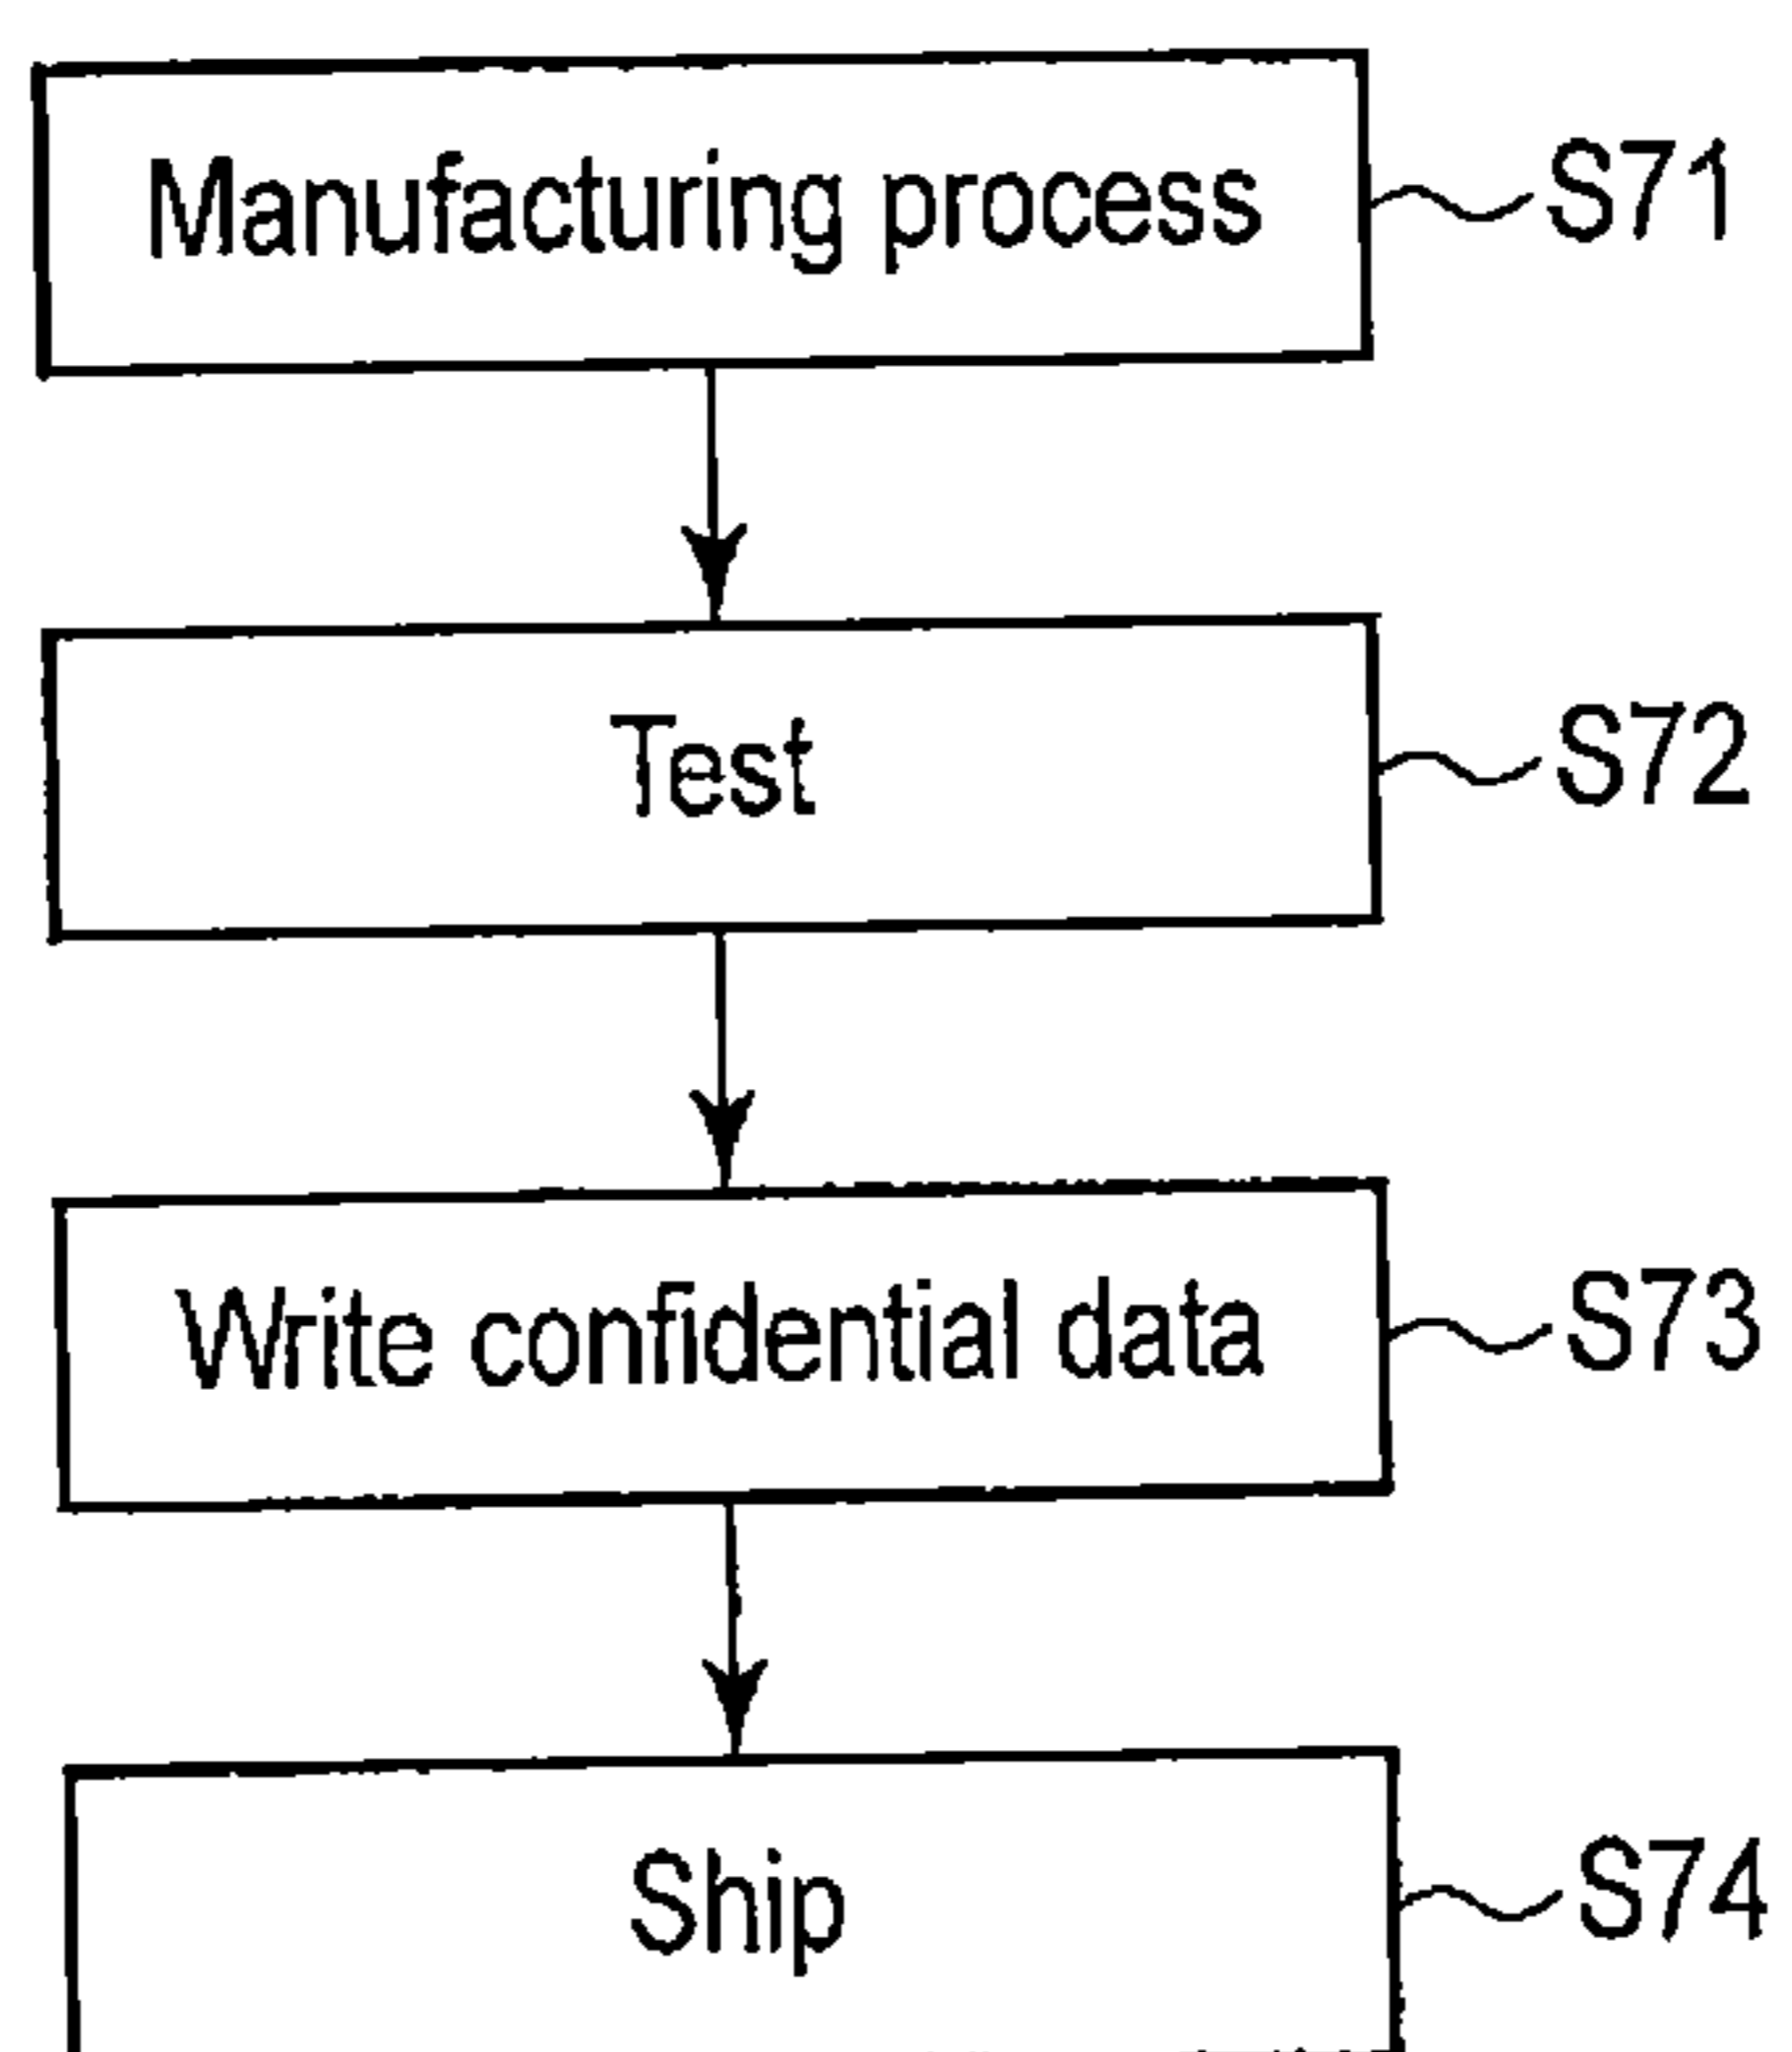 Manufacturing process S71
Test S72
Write confidential data S73
Ship S74